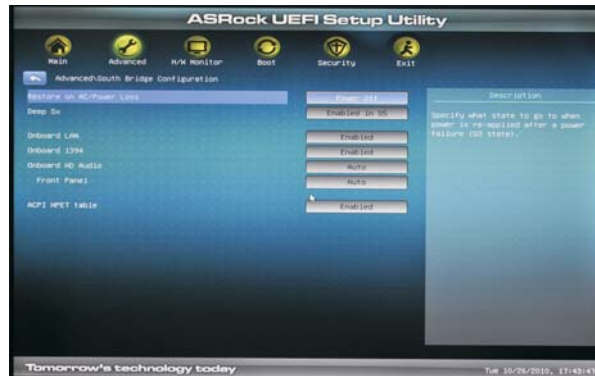 ASRock UEFI Setup Utility
Main Advanced H/W Monitor Boot Security Exit
Advanced\South Bridge Configuration
Restore on AC/Power Loss Power Off
Deep Sx Enabled in S5
Onboard LAN Enabled
Onboard 1394 Enabled
Onboard HD Audio Auto
Front Panel Auto
ACPI HPET table Enabled
Description
Specify what state to go to when
power is re-applied after a power
failure (G3 state).
Tomorrow's technology today
Tue 10/26/2010, 17:43:47